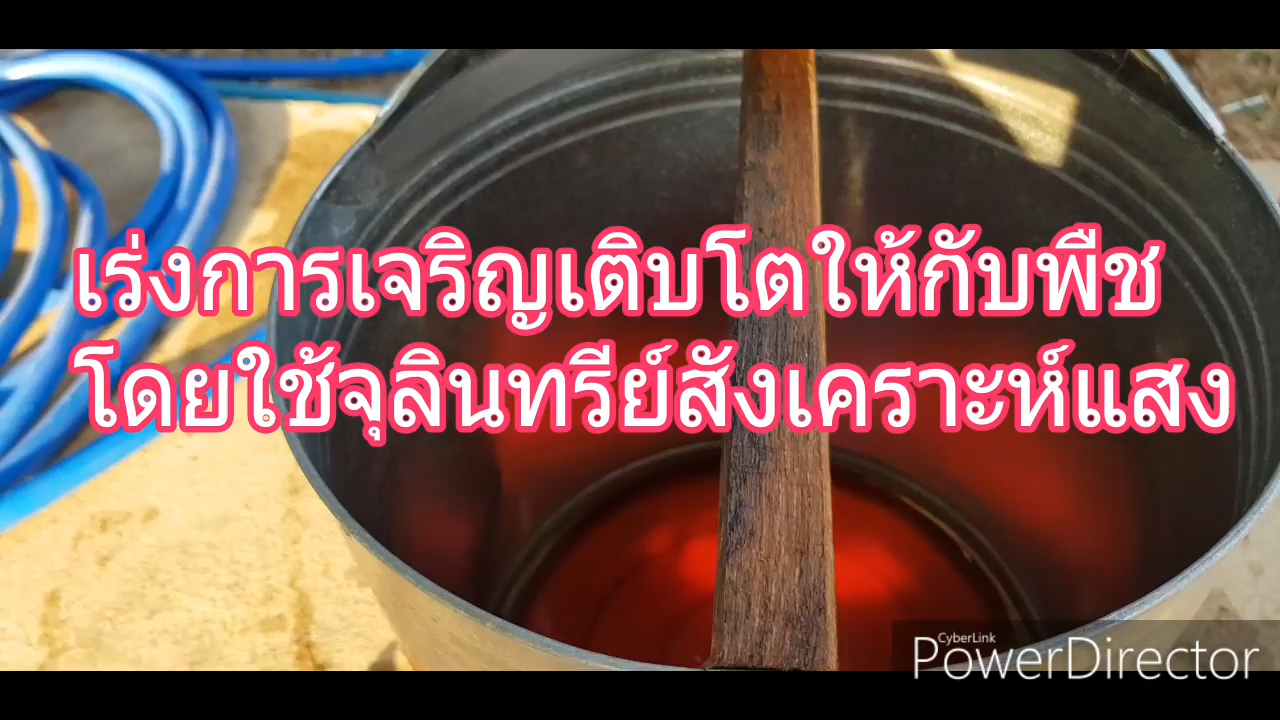 เร่งการเจริญเติบโตให้กับพืช
โดยใช้จุลินทรีย์สังเคราะห์แสง
CyberLink
PowerDirector